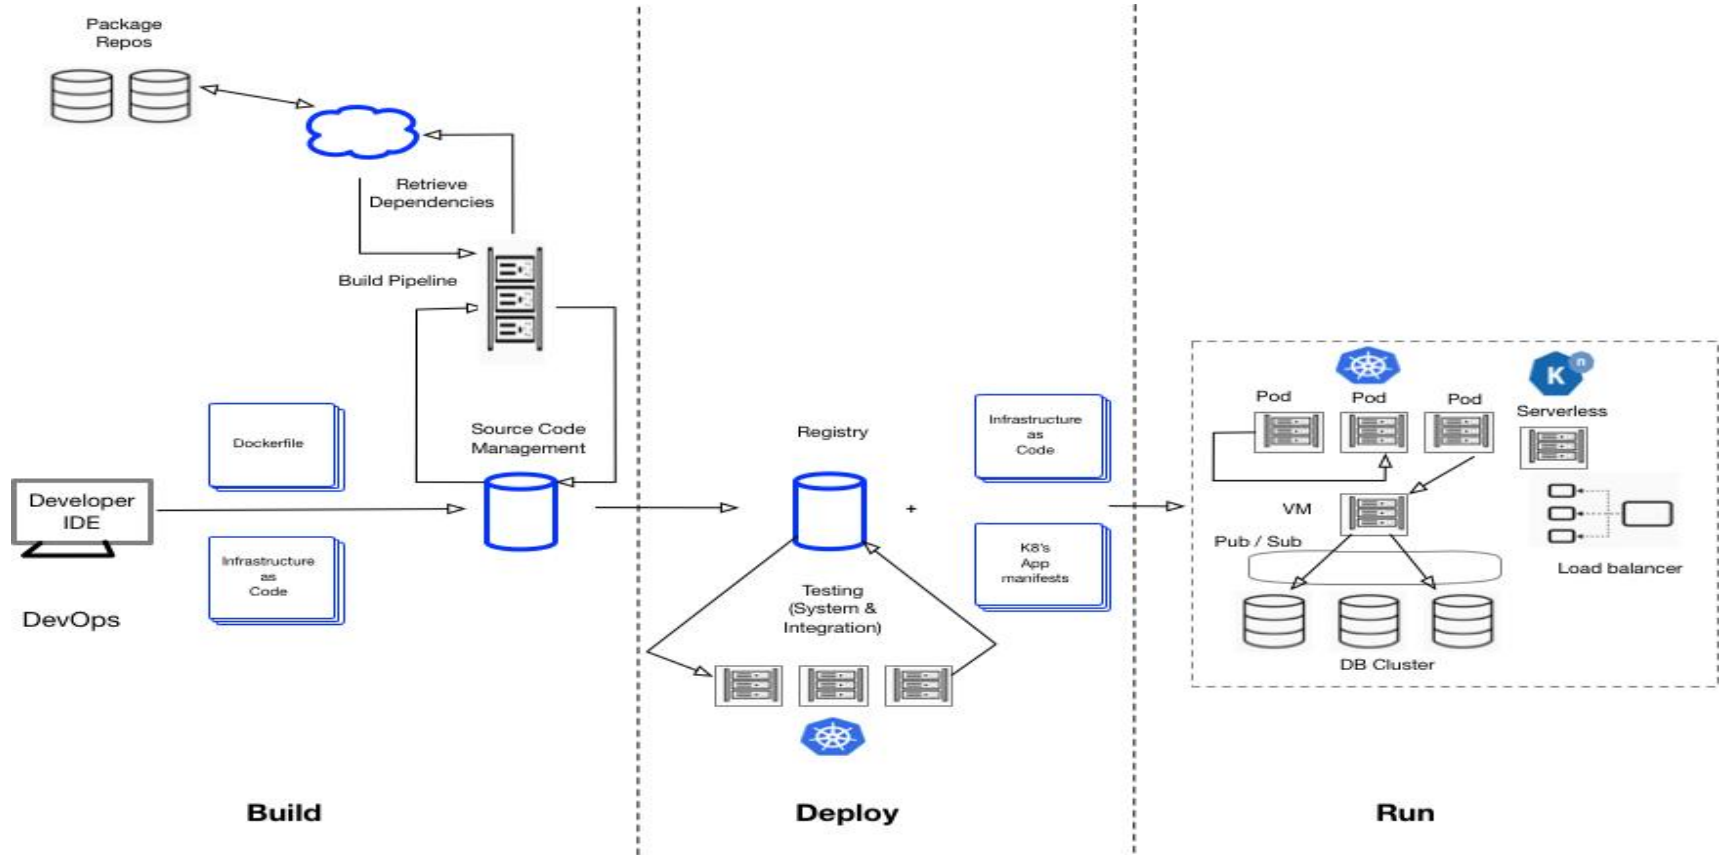 Package
Repos
Retrieve
Dependencies
Build Pipeline
Dockerfile
Source Code
Management
Developer
IDE
Infrastructure
as
Code
DevOps
Build
Registry
Infrastructure
as
Code
+
K8's
App
manifests
Testing
(System &
Integration)
Deploy
Pod
Pod
Pod
K
n
Serverless
VM
Pub / Sub
Load balancer
DB Cluster
Run